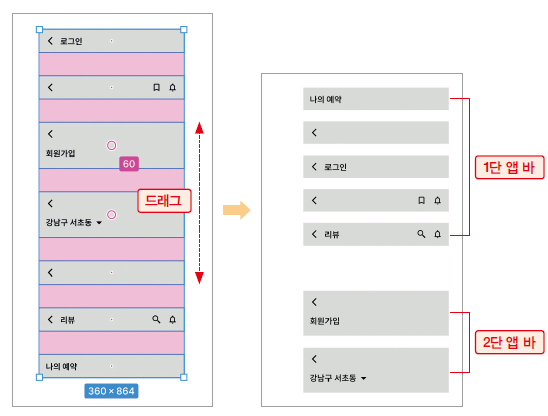 로그인
회원가입
60
강남구 서초동
리뷰
나의 예약
360 × 864
드래그
나의 예약
로그인
리뷰
1단 앱 바
회원가입
강남구 서초동
2단 앱 바